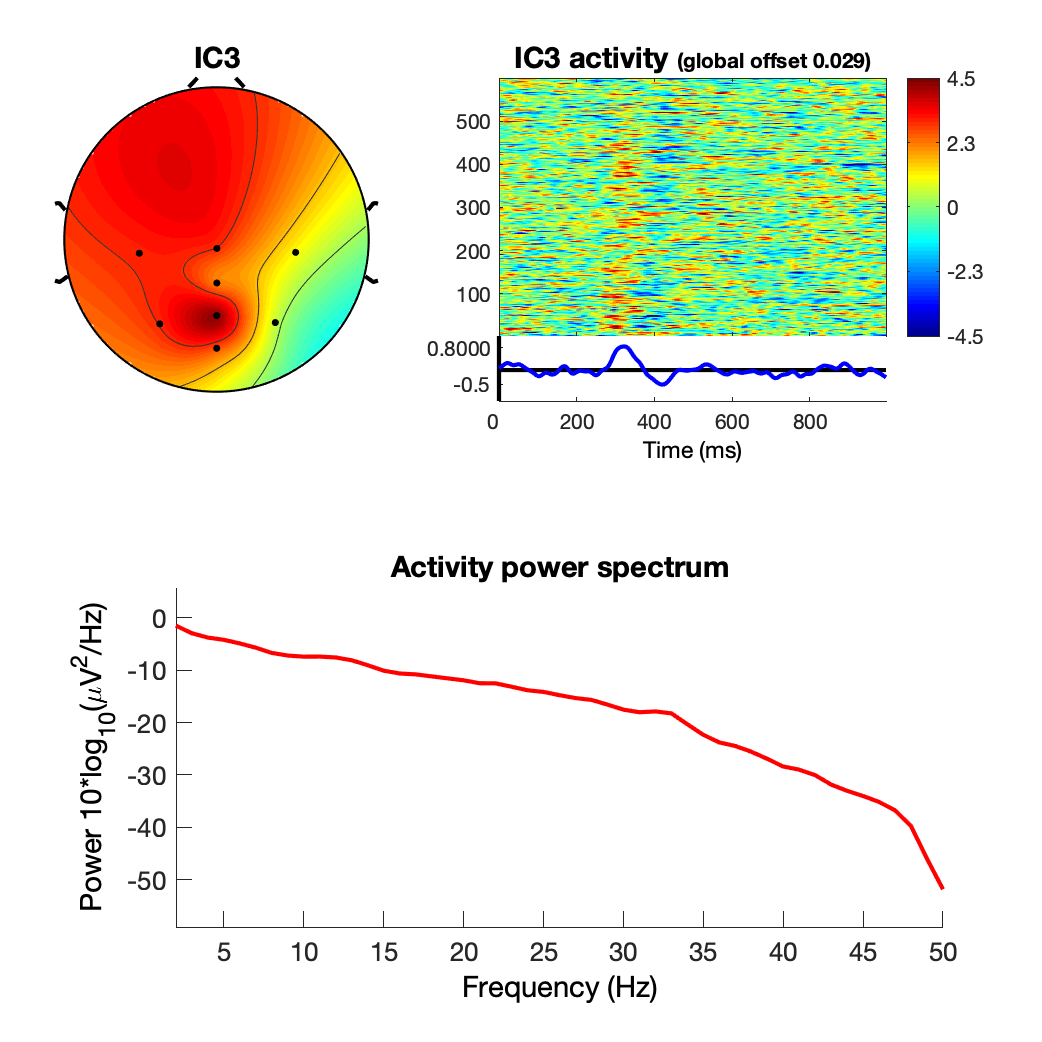 IC3
IC3 activity (global offset 0.029)
500
400
300
200
100
4.5
2.3
0
-2.3
-4.5
0.8000
-0.5
0 200 400 600 800
Time (ms)
Activity power spectrum
Power 10*log10(μV2/Hz)
0
-10
-20
-30
-40
-50
5 10 15 20 25 30 35 40 45 50
Frequency (Hz)